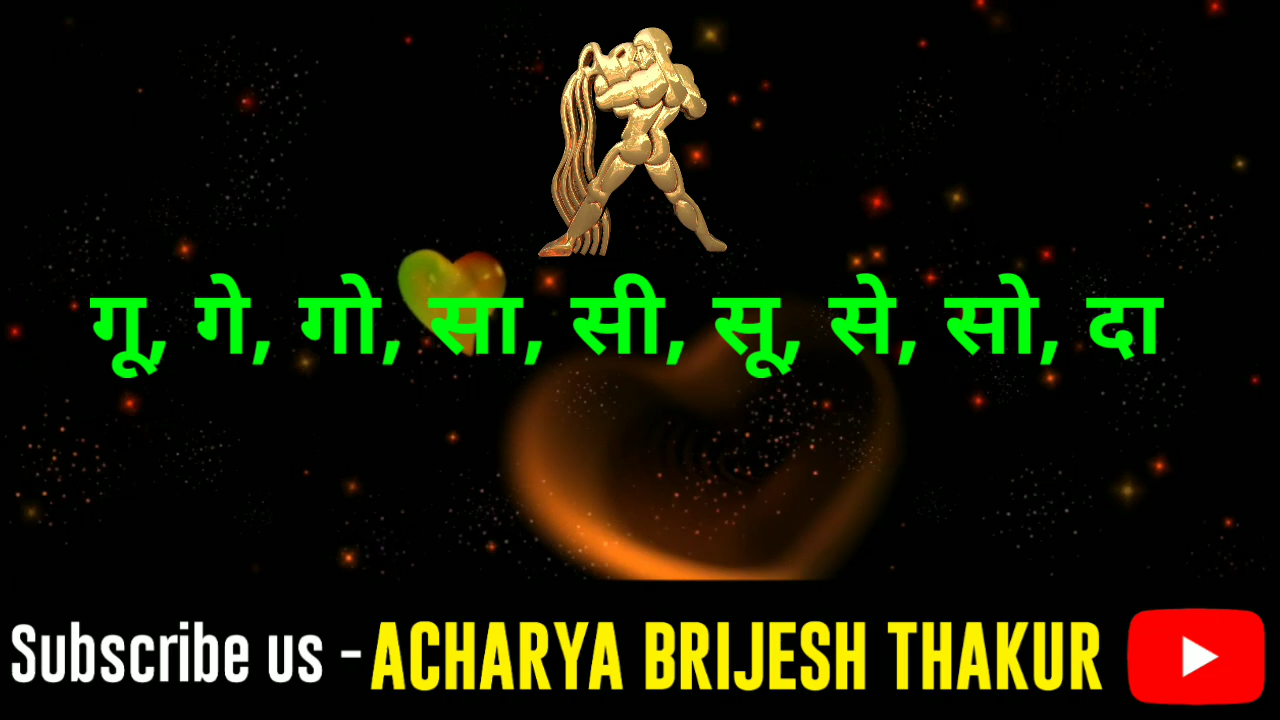 गू, गे, गो, सा, सी, सू, से, सो, दा
Subscribe us - ACHARYA BRIJESH THAKUR